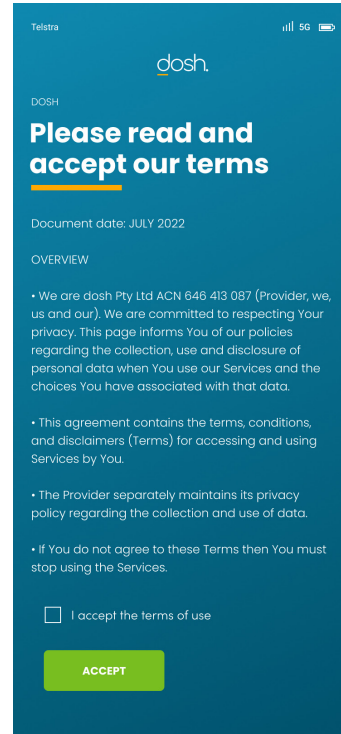 Telstra 5G
dosh.
DOSH
Please read and
accept our terms
Document date: JULY 2022
OVERVIEW
• We are dosh Pty Ltd ACN 646 413 087 (Provider, we,
us and our). We are committed to respecting Your
privacy. This page informs You of our policies
regarding the collection, use and disclosure of
personal data when You use our Services and the
choices You have associated with that data.
• This agreement contains the terms, conditions,
and disclaimers (Terms) for accessing and using
Services by You.
• The Provider separately maintains its privacy
policy regarding the collection and use of data.
• If You do not agree to these Terms then You must
stop using the Services.
I accept the terms of use
ACCEPT